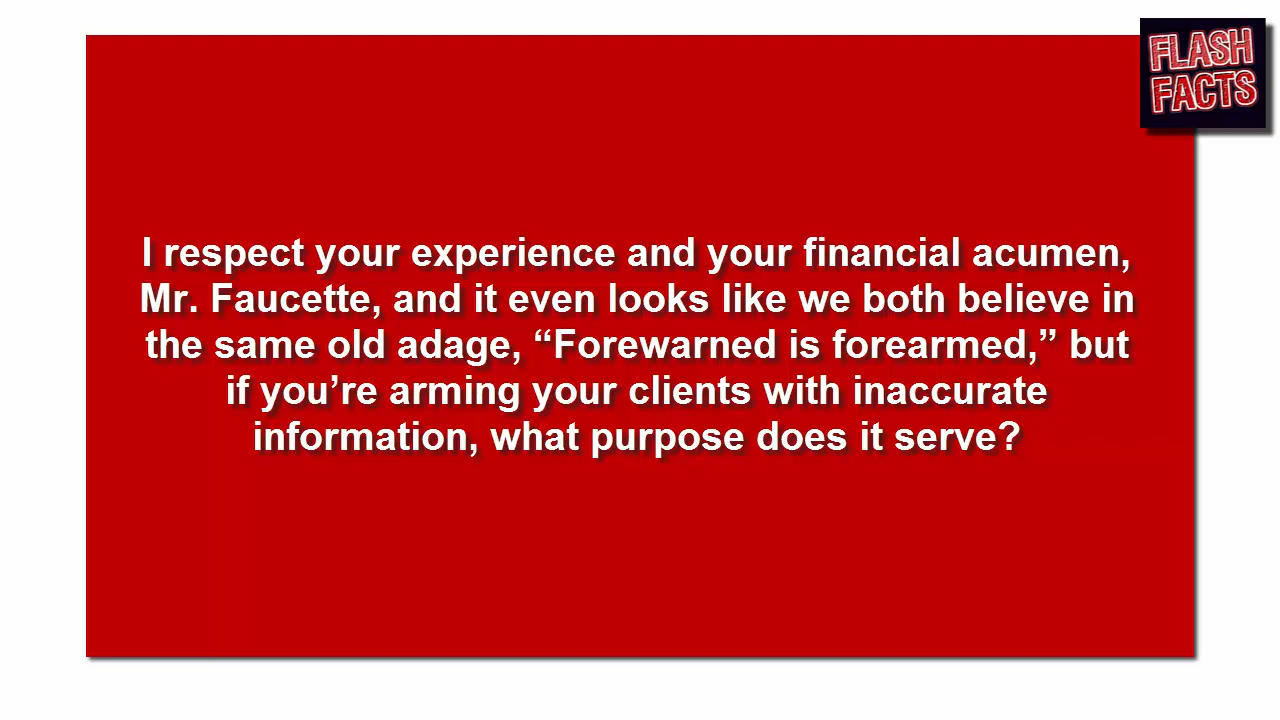 FLASH
FACTS
I respect your experience and your financial acumen,
Mr. Faucette, and it even looks like we both believe in
the same old adage, “Forewarned is forearmed,” but
if you’re arming your clients with inaccurate
information, what purpose does it serve?